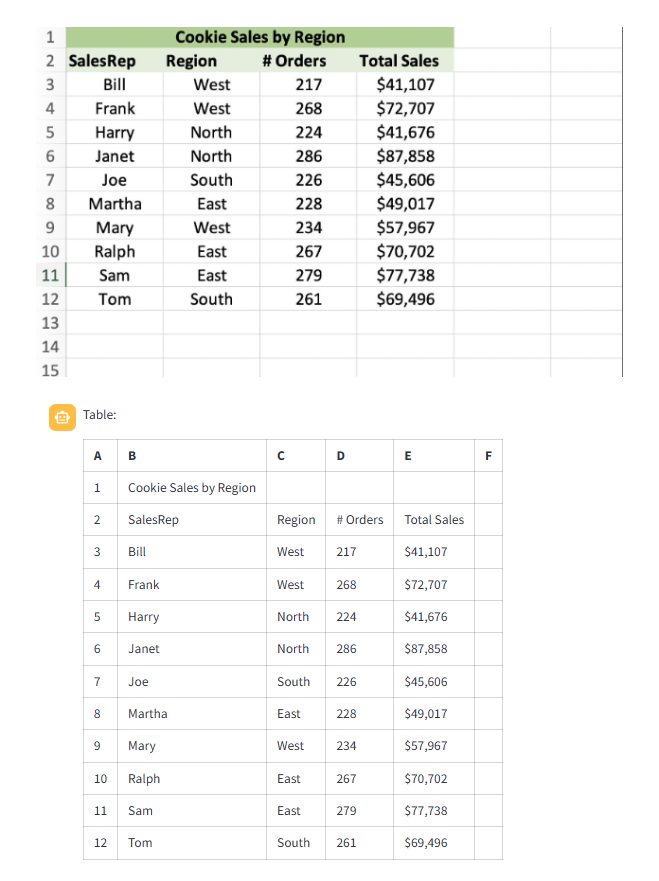 1 Cookie Sales by Region
2 SalesRep Region # Orders Total Sales
3 Bill West 217 $41,107
4 Frank West 268 $72,707
5 Harry North 224 $41,676
6 Janet North 286 $87,858
7 Joe South 226 $45,606
8 Martha East 228 $49,017
9 Mary West 234 $57,967
10 Ralph East 267 $70,702
11 Sam East 279 $77,738
12 Tom South 261 $69,496
13
14
15
Table:
A B C D E F
1 Cookie Sales by Region
2 SalesRep Region # Orders Total Sales
3 Bill West 217 $41,107
4 Frank West 268 $72,707
5 Harry North 224 $41,676
6 Janet North 286 $87,858
7 Joe South 226 $45,606
8 Martha East 228 $49,017
9 Mary West 234 $57,967
10 Ralph East 267 $70,702
11 Sam East 279 $77,738
12 Tom South 261 $69,496